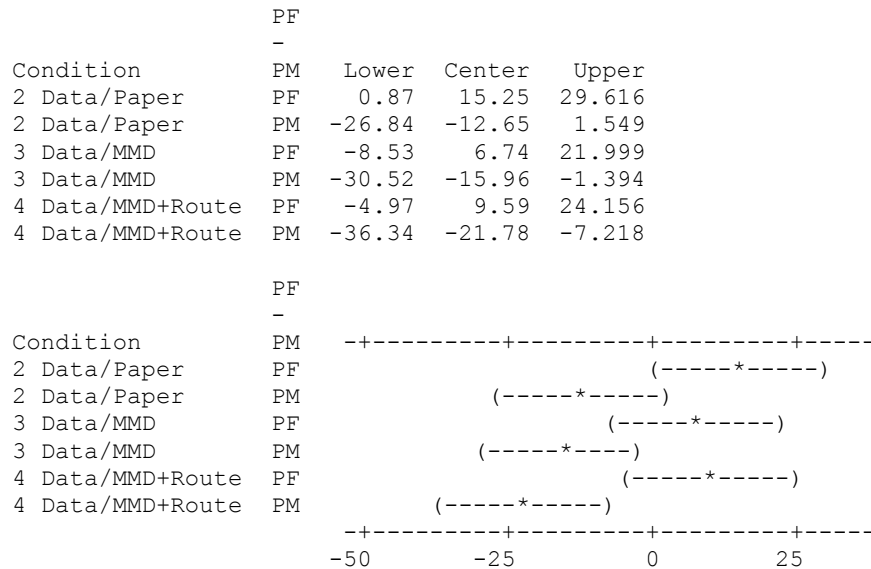 PF
                  -
Condition         PM   Lower  Center   Upper
2 Data/Paper      PF    0.87   15.25  29.616
2 Data/Paper      PM  -26.84  -12.65   1.549
3 Data/MMD        PF   -8.53    6.74  21.999
3 Data/MMD        PM  -30.52  -15.96  -1.394
4 Data/MMD+Route  PF   -4.97    9.59  24.156
4 Data/MMD+Route  PM  -36.34  -21.78  -7.218
                  PF
                  -
Condition         PM   -+---------+---------+---------+-----
2 Data/Paper      PF                        (-----*-----)
2 Data/Paper      PM             (-----*-----)
3 Data/MMD        PF                     (-----*-----)
3 Data/MMD        PM            (-----*----)
4 Data/MMD+Route  PF                      (-----*-----)
4 Data/MMD+Route  PM         (-----*-----)
                       -+---------+---------+---------+-----
                      -50       -25         0        25